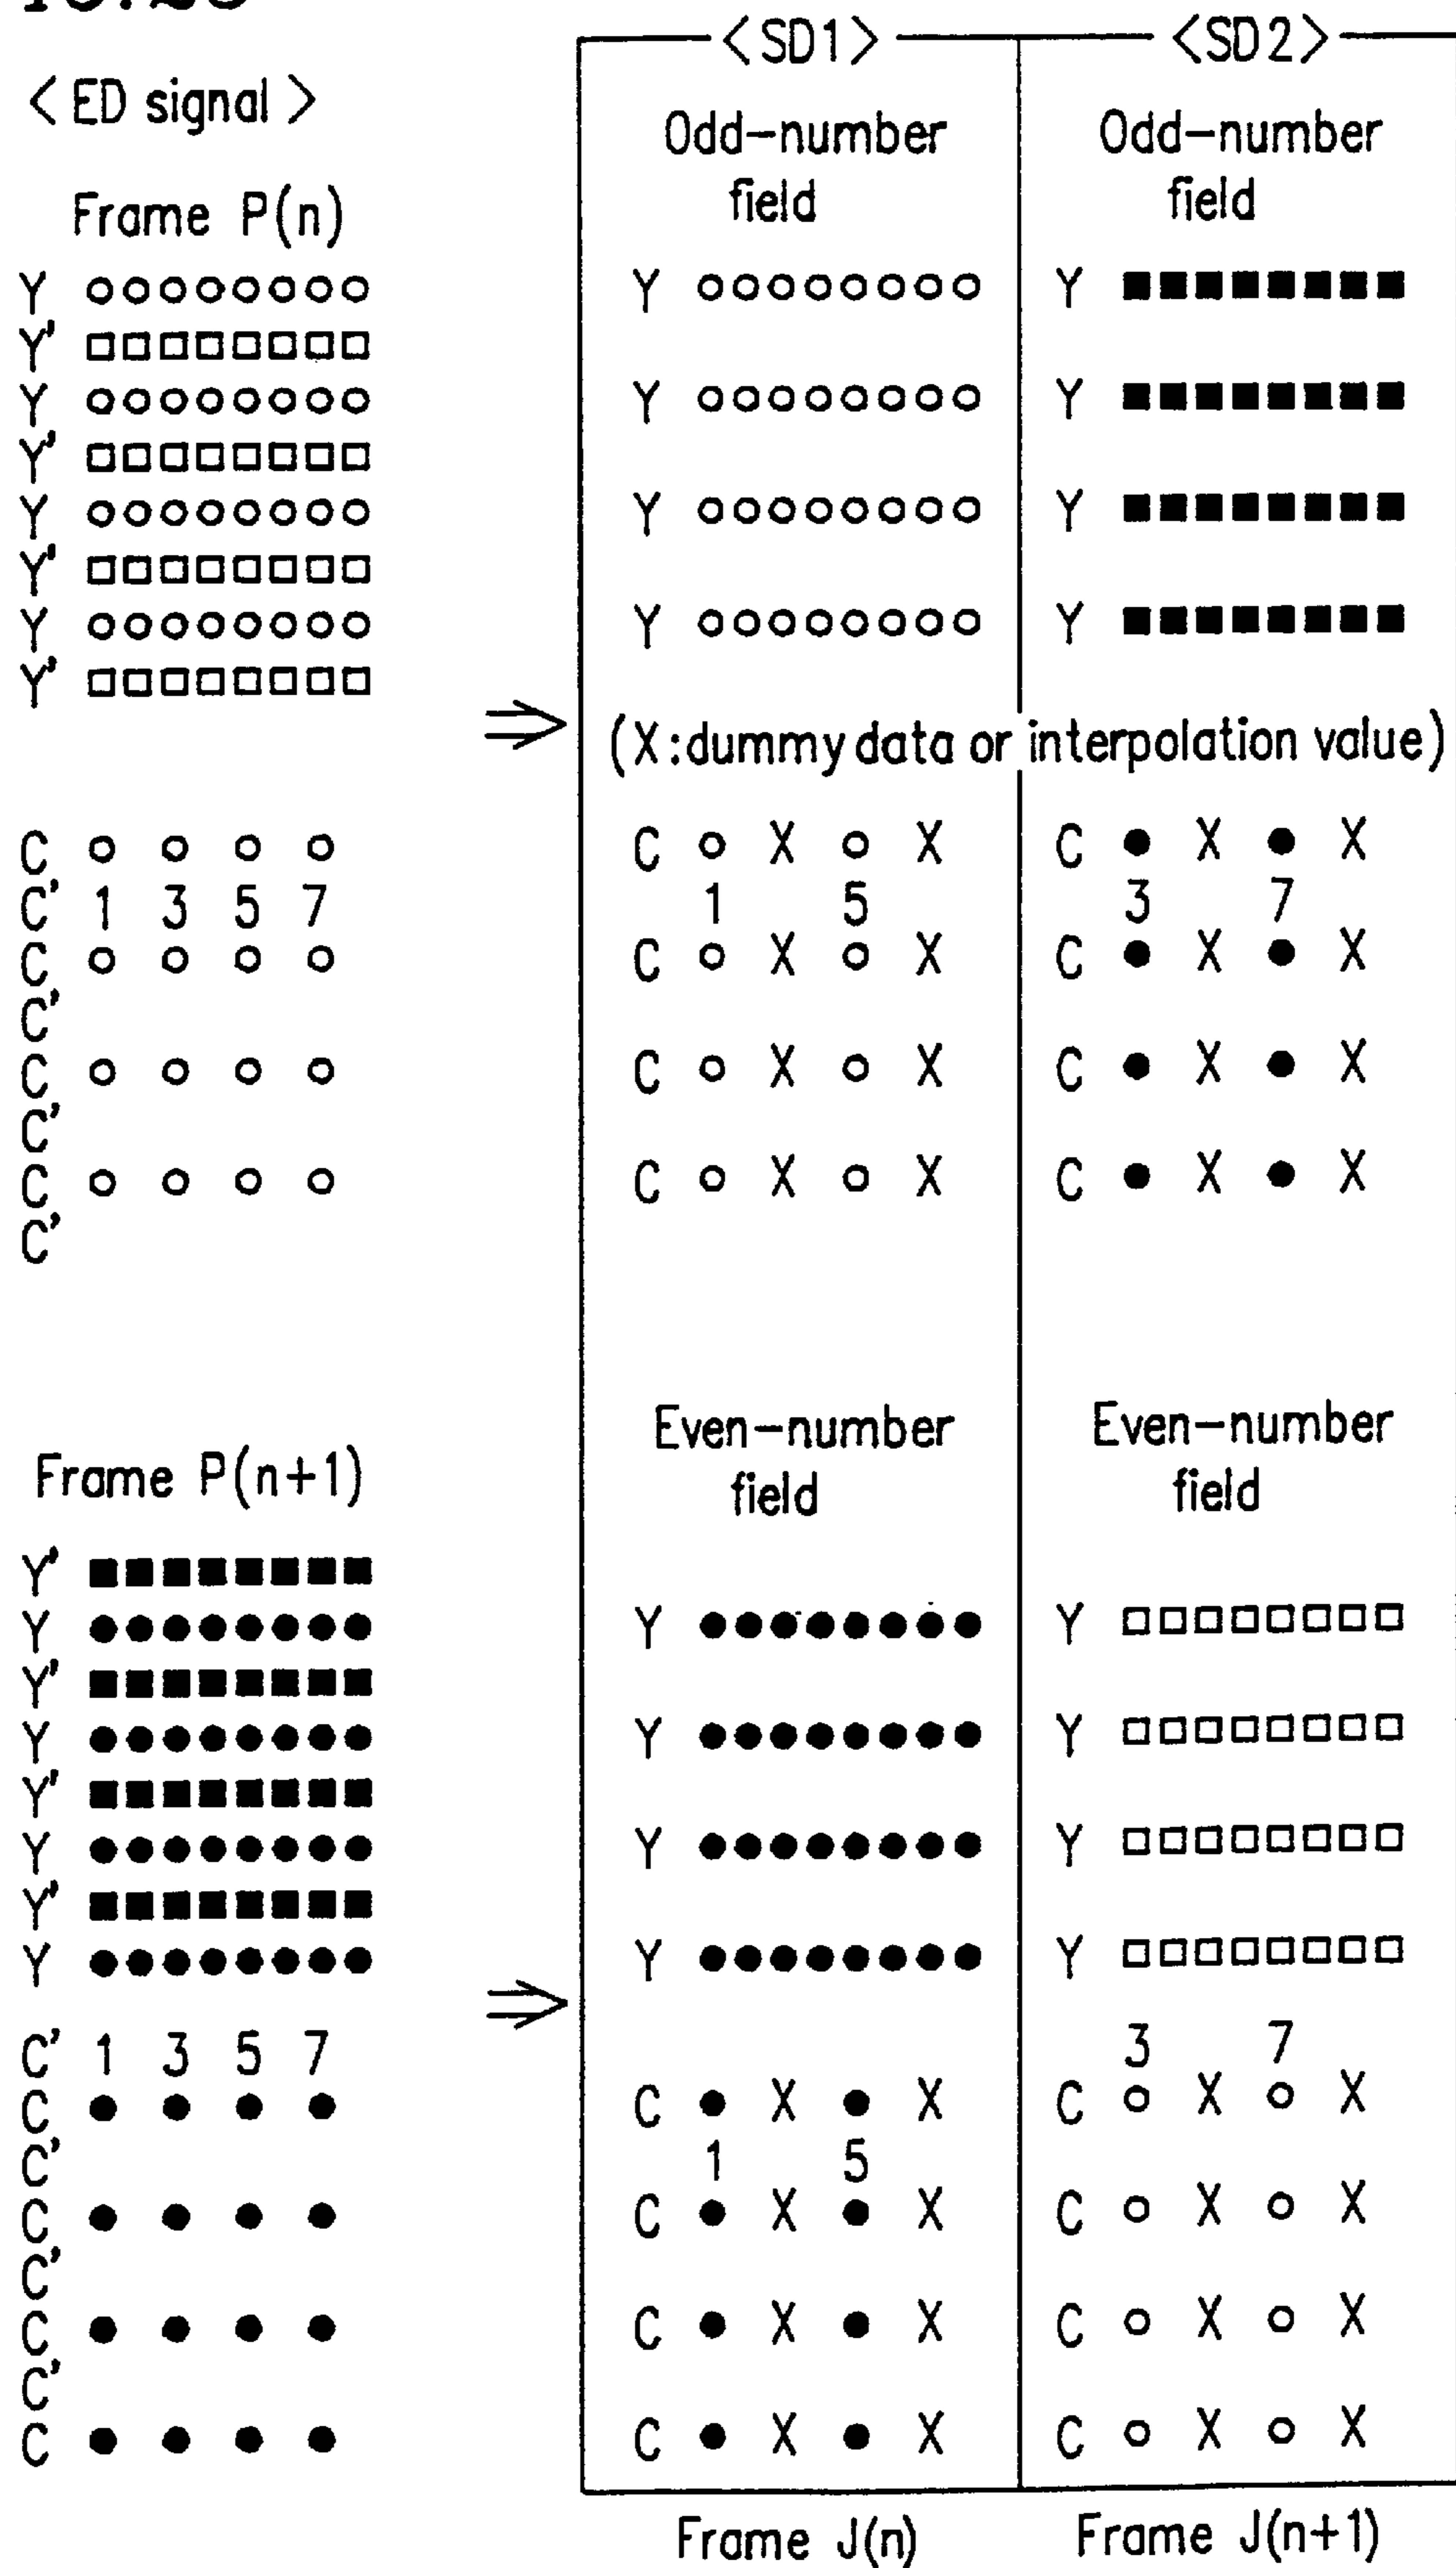 <ED signal>
Frame P(n)
Y
Y'
Y
Y'
Y
Y'
Y
Y'
C
C' 1 3 5 7
C
C'
C
C'
C
C'
Frame P(n+1)
Y'
Y
Y'
Y
Y'
Y
Y'
Y
C' 1 3 5 7
C
C'
C
C'
C
C'
C
<SD1>
Odd-number
field
Y
Y
Y
Y
<SD2>
Odd-number
field
Y
Y
Y
Y
(X:dummy data or interpolation value)
C X X
1 5
C X X
C X X
C X X
C X X
3 7
C X X
C X X
C X X
Even-number
field
Y
Y
Y
Y
C X X
1 5
C X X
C X X
C X X
Frame J(n)
Even-number
field
Y
Y
Y
Y
3 7
C X X
C X X
C X X
C X X
Frame J(n+1)